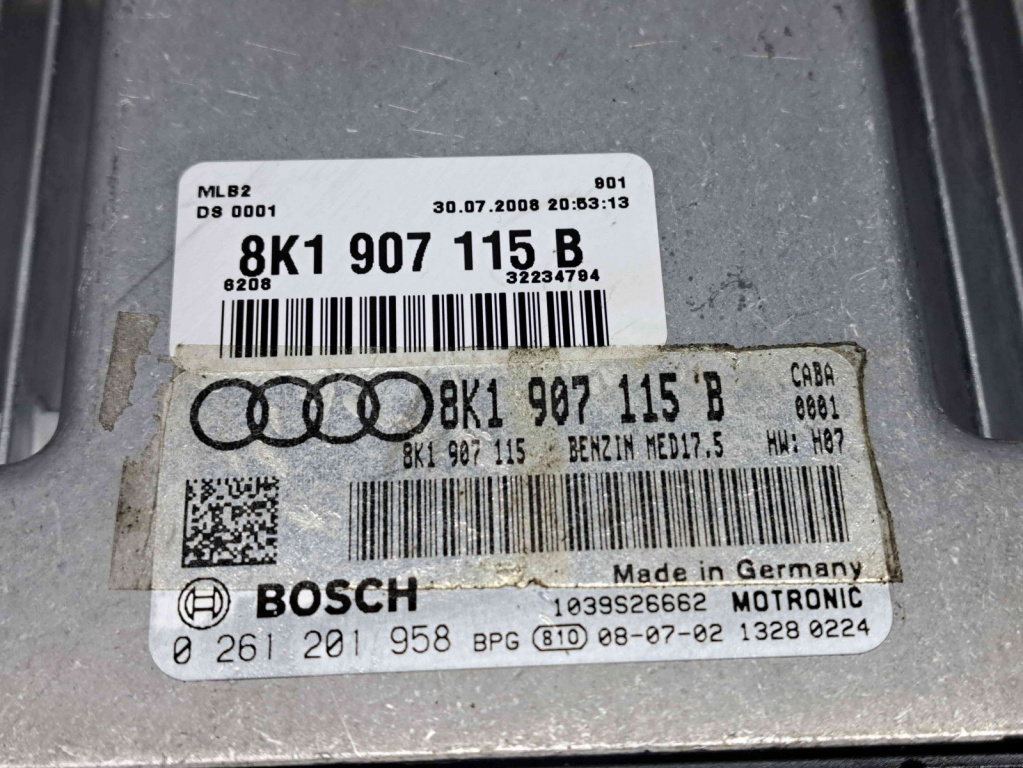 MLB2 901
DS 0001 30.07.2008 20:53:13
8K1 907 115 B
6208 32234794
8K1 907 115 B CABA
0001
8K1 907 115 BENZIN MED17.5 HW: H07
Made in Germany
BOSCH 1039S26662 MOTRONIC
0 261 201 958 BPG 810 08-07-02 1328 0224